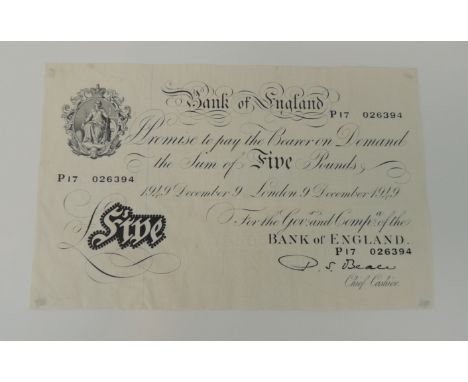 Bank of England
P17 026394
I Promise to pay the Bearer on Demand
the Sum of Five Pounds
P17 026394
1949 December 9 London 9 December 1949
£Five
For the Gov.r and Comp.a of the
BANK OF ENGLAND.
P17 026394
P. S. Beale
Chief Cashier.